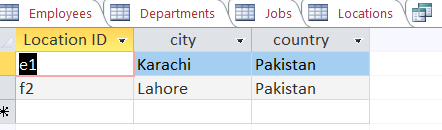 Employees Departments Jobs Locations
Location ID city country
e1 Karachi Pakistan
f2 Lahore Pakistan
*